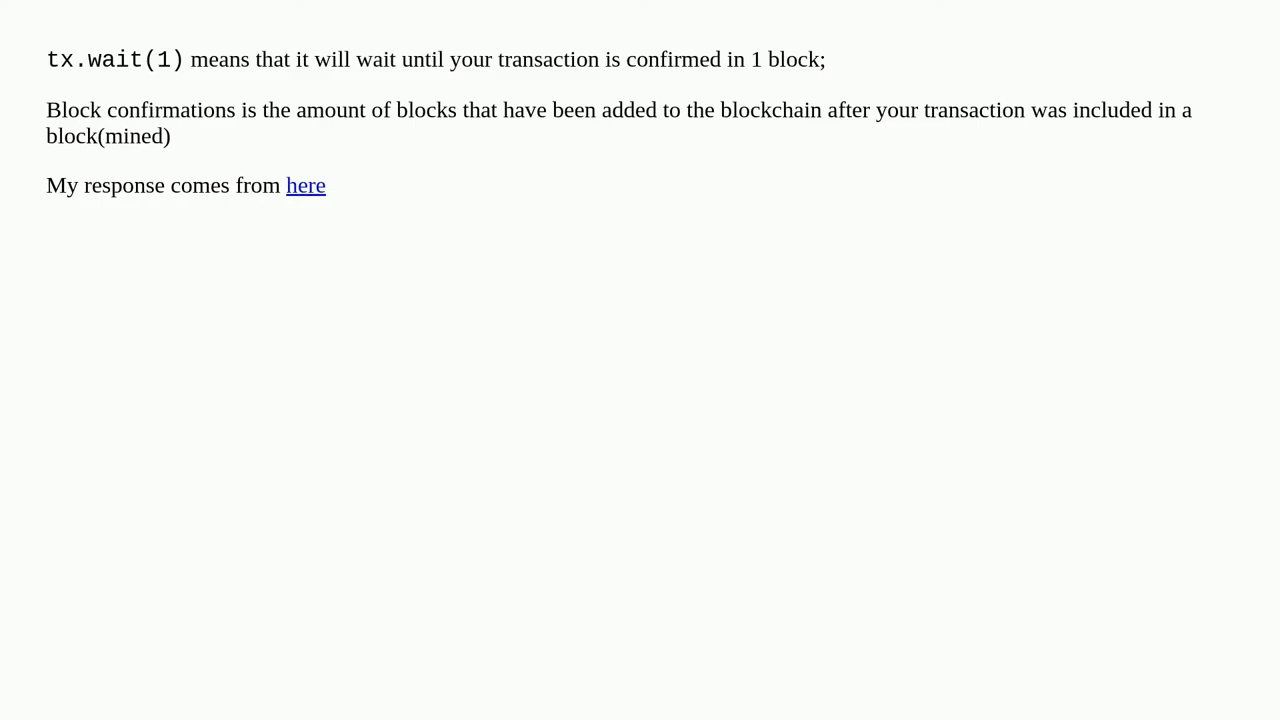 tx.wait(1) means that it will wait until your transaction is confirmed in 1 block;
Block confirmations is the amount of blocks that have been added to the blockchain after your transaction was included in a
block(mined)
My response comes from here